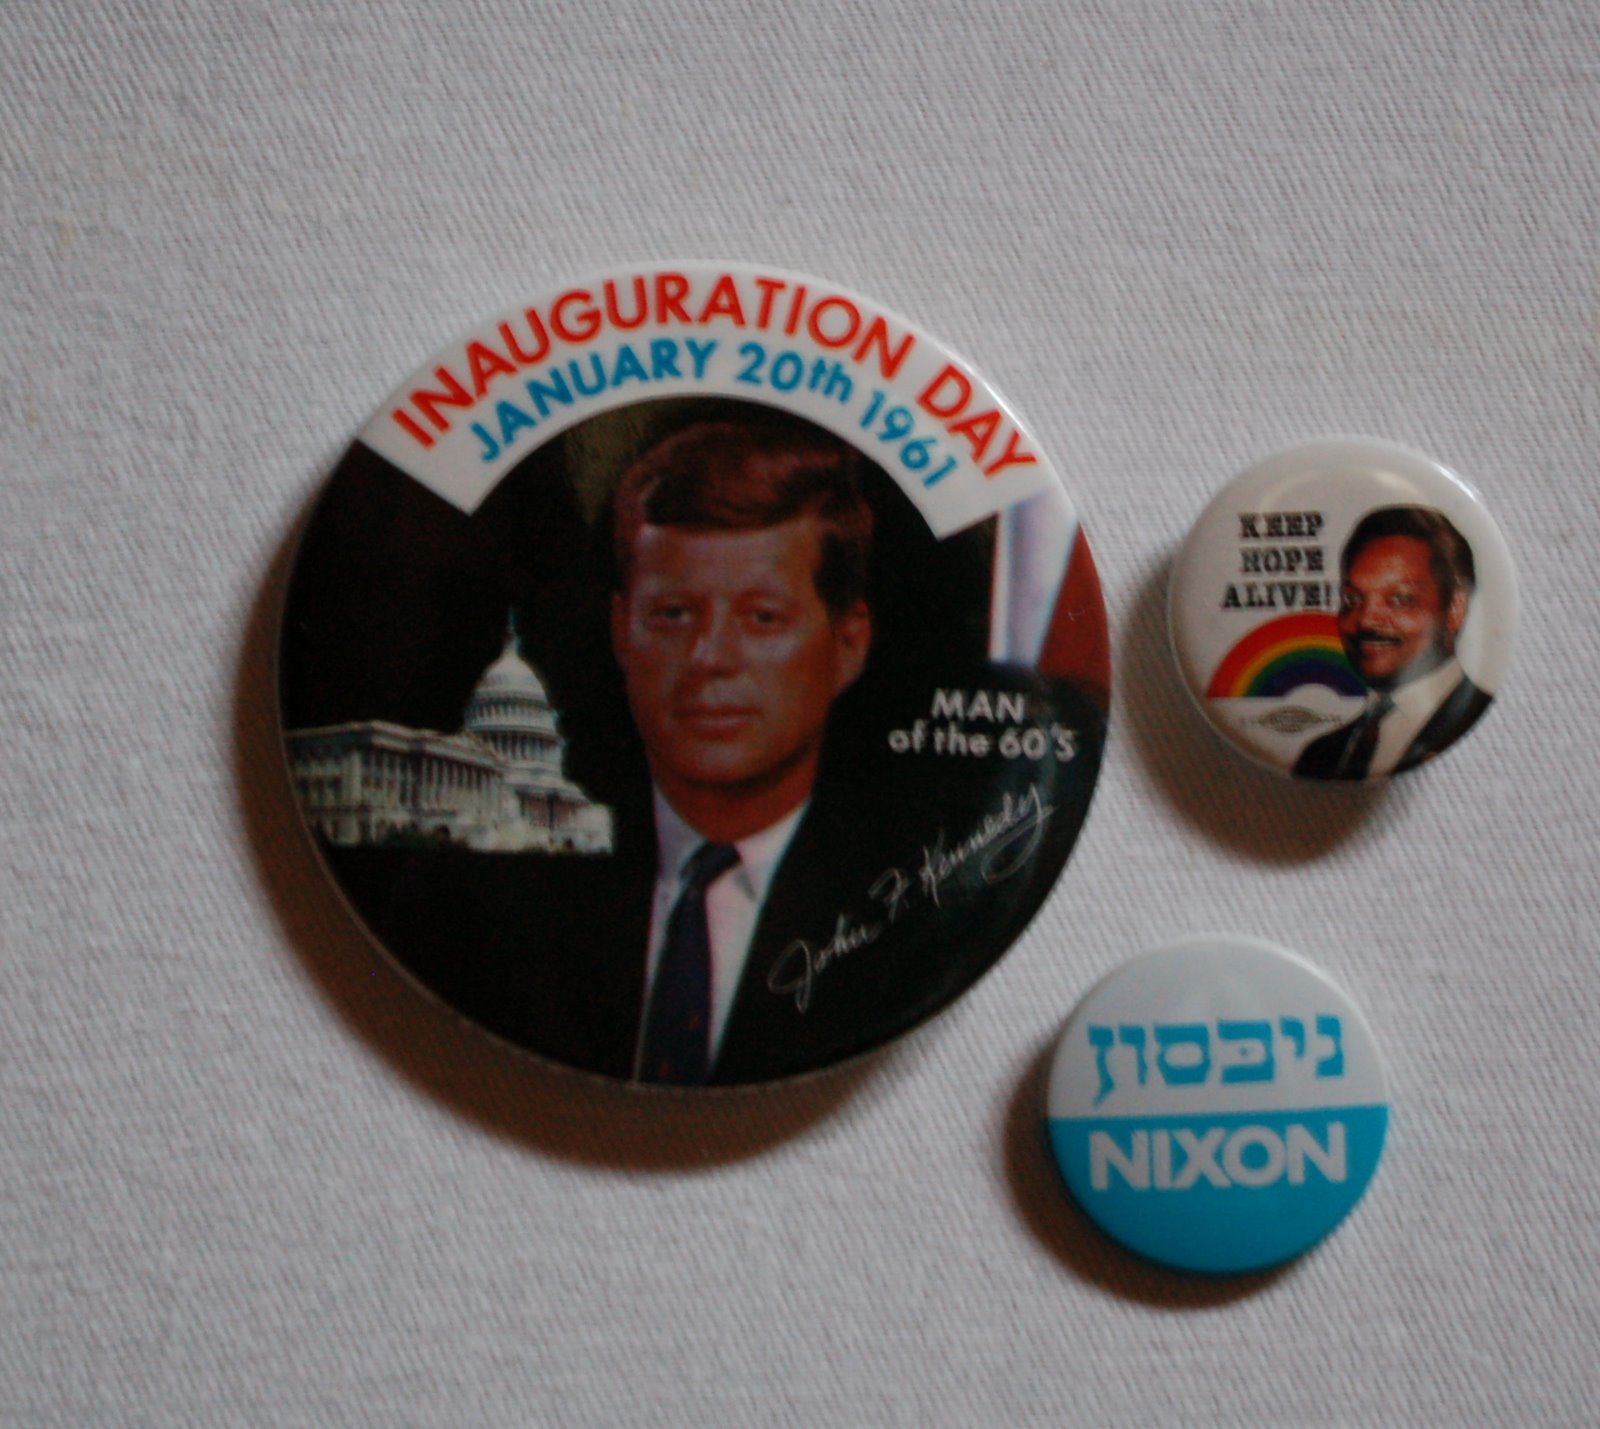 INAUGURATION DAY
JANUARY 20th 1961
MAN
of the 60'S
John F. Kennedy
KEEP
HOPE
ALIVE!
ניכסון
NIXON